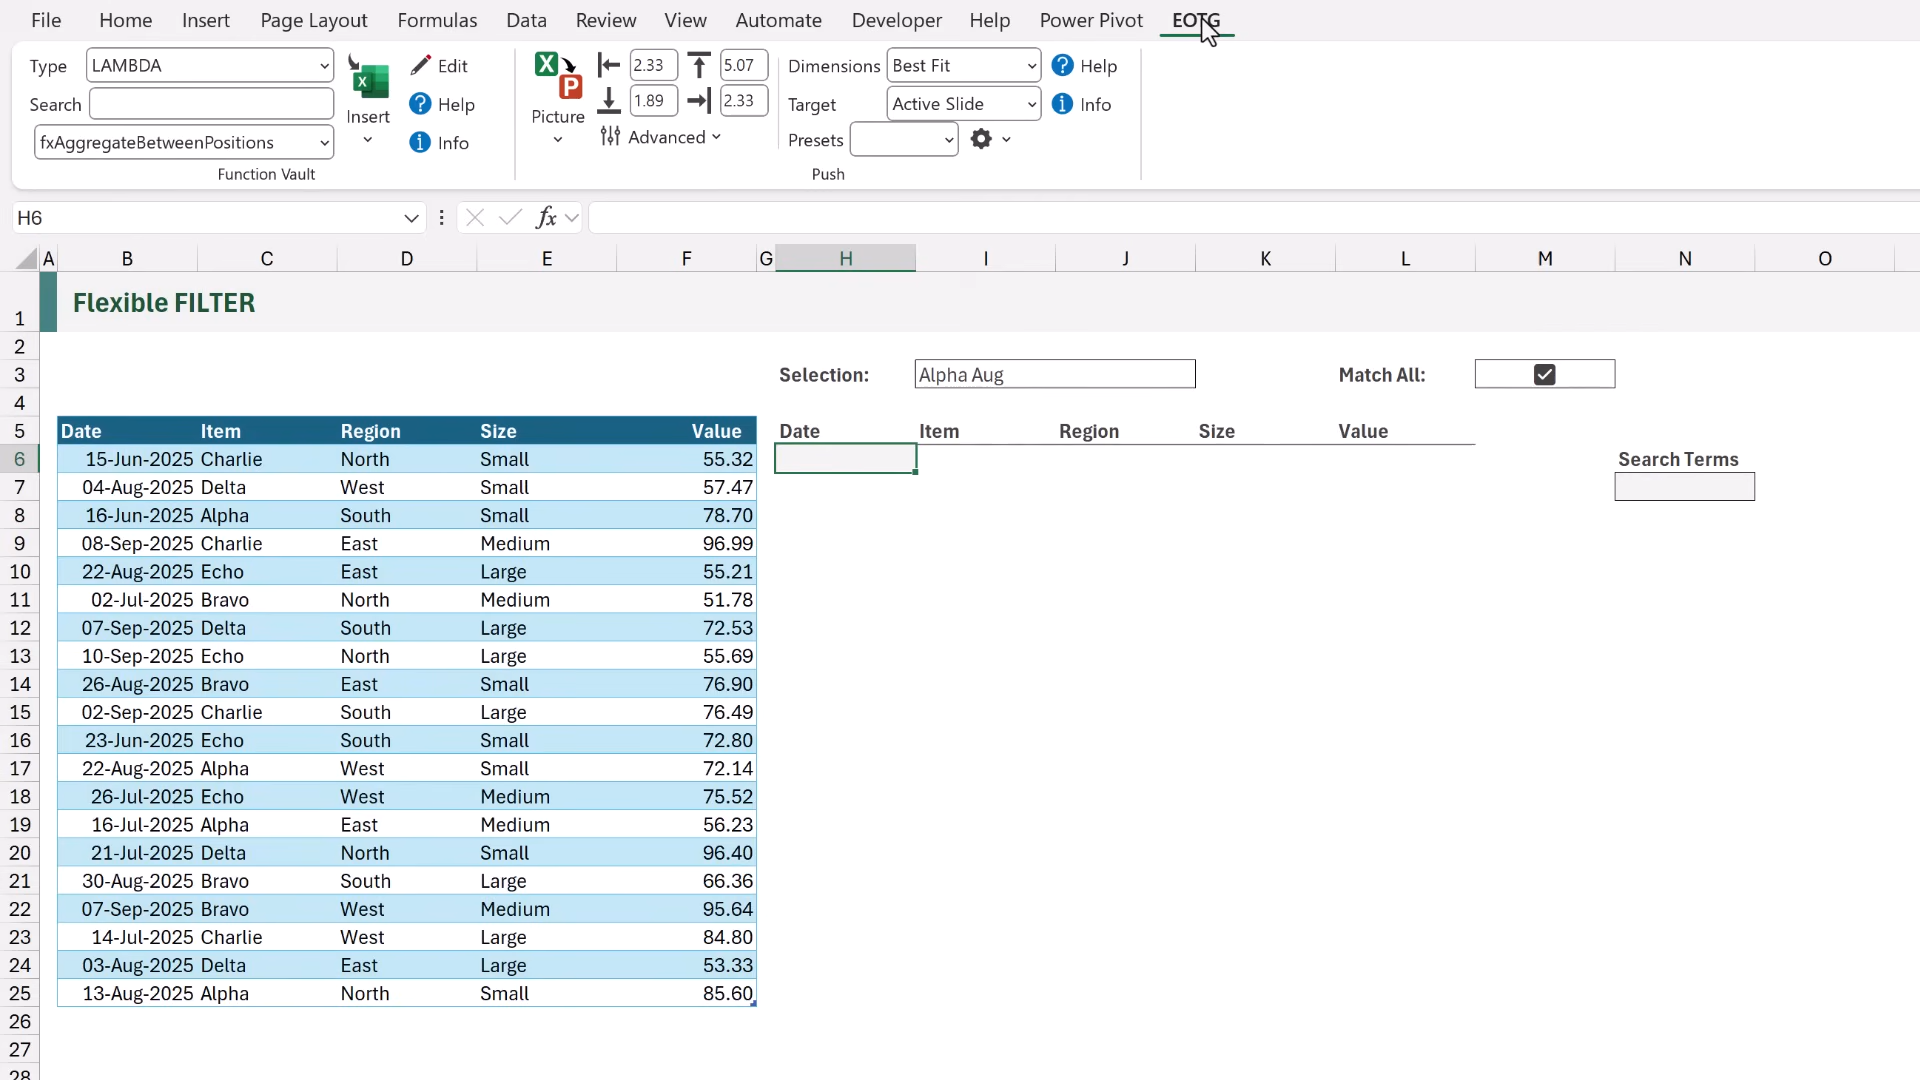 File Home Insert Page Layout Formulas Data Review View Automate Developer Help Power Pivot EOTG
Type LAMBDA
Search
fxAggregateBetweenPositions
Insert
Edit
Help
Info
Function Vault
X
X P
Picture
2.33 5.07
1.89 2.33
Advanced
Dimensions Best Fit
Target Active Slide
Presets
Help
Info
Push
H6 fx
A B C D E F G H I J K L M N O
1 Flexible FILTER
2
3 Selection: Alpha Aug Match All:
4
5 Date Item Region Size Value Date Item Region Size Value
6 15-Jun-2025 Charlie North Small 55.32 Search Terms
7 04-Aug-2025 Delta West Small 57.47
8 16-Jun-2025 Alpha South Small 78.70
9 08-Sep-2025 Charlie East Medium 96.99
10 22-Aug-2025 Echo East Large 55.21
11 02-Jul-2025 Bravo North Medium 51.78
12 07-Sep-2025 Delta South Large 72.53
13 10-Sep-2025 Echo North Large 55.69
14 26-Aug-2025 Bravo East Small 76.90
15 02-Sep-2025 Charlie South Large 76.49
16 23-Jun-2025 Echo South Small 72.80
17 22-Aug-2025 Alpha West Small 72.14
18 26-Jul-2025 Echo West Medium 75.52
19 16-Jul-2025 Alpha East Medium 56.23
20 21-Jul-2025 Delta North Small 96.40
21 30-Aug-2025 Bravo South Large 66.36
22 07-Sep-2025 Bravo West Medium 95.64
23 14-Jul-2025 Charlie West Large 84.80
24 03-Aug-2025 Delta East Large 53.33
25 13-Aug-2025 Alpha North Small 85.60
26
27
28